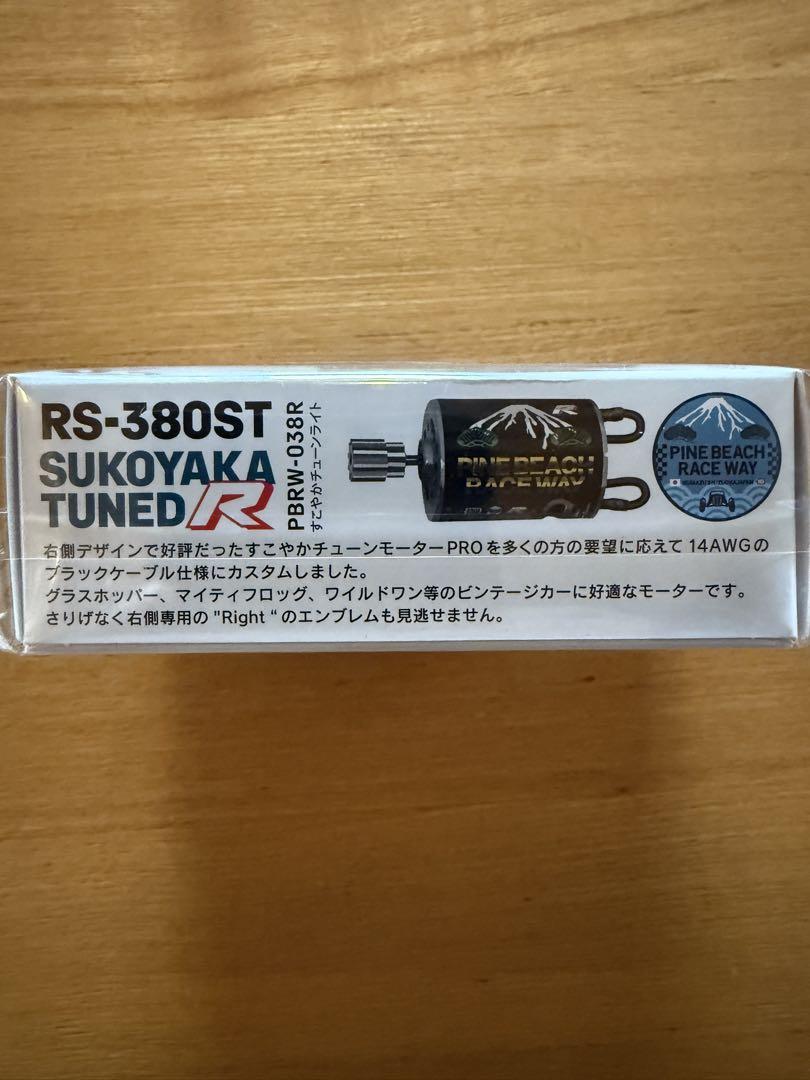 RS-380ST
SUKOYAKA
TUNED R
PBRW-038R
すこやかチューンライト
R
PINE BEACH
RACE WAY
PINE BEACH
RACE WAY
右側デザインで好評だったすこやかチューンモーターPROを多くの方の要望に応えて14AWGの
ブラックケーブル仕様にカスタムしました。
グラスホッパー、マイティフロッグ、ワイルドワン等のビンテージカーに好適なモーターです。
さりげなく右側専用の"Right“のエンブレムも見逃せません。